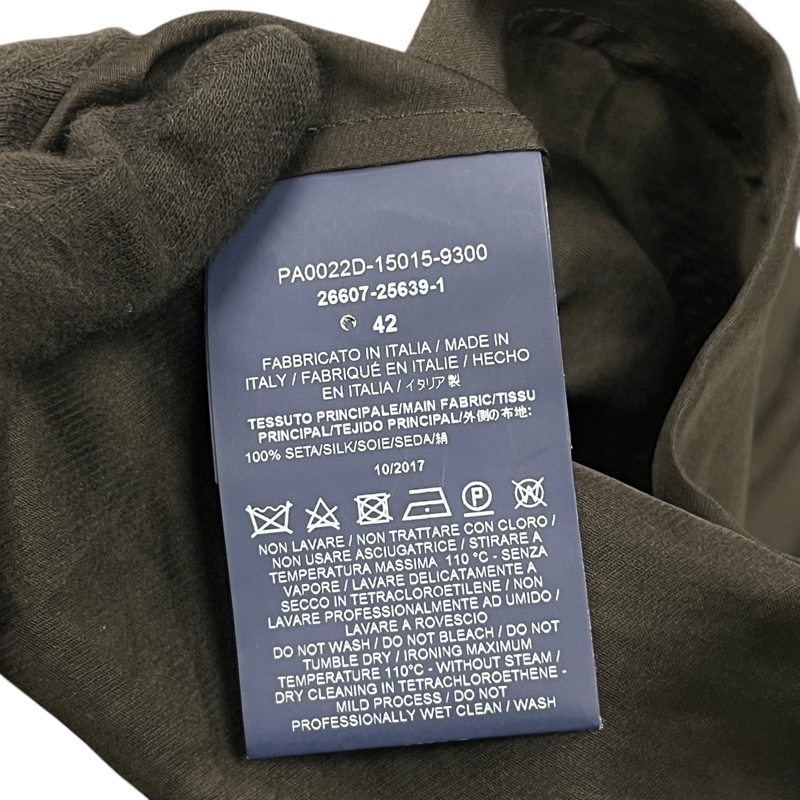 PA0022D-15015-9300
26607-25639-1
42
FABBRICATO IN ITALIA / MADE IN
ITALY / FABRIQUÉ EN ITALIE / HECHO
EN ITALIA / イタリア製
TESSUTO PRINCIPALE/MAIN FABRIC/TISSU
PRINCIPAL/TEJIDO PRINCIPAL/外側の布地:
100% SETA/SILK/SOIE/SEDA/絹
10/2017
P W
NON LAVARE / NON TRATTARE CON CLORO /
NON USARE ASCIUGATRICE / STIRARE A
TEMPERATURA MASSIMA 110 °C - SENZA
VAPORE / LAVARE DELICATAMENTE A
SECCO IN TETRACLOROETILENE / NON
LAVARE PROFESSIONALMENTE AD UMIDO /
LAVARE A ROVESCIO
DO NOT WASH / DO NOT BLEACH / DO NOT
TUMBLE DRY / IRONING MAXIMUM
TEMPERATURE 110°C - WITHOUT STEAM /
DRY CLEANING IN TETRACHLOROETHENE -
MILD PROCESS / DO NOT
PROFESSIONALLY WET CLEAN / WASH